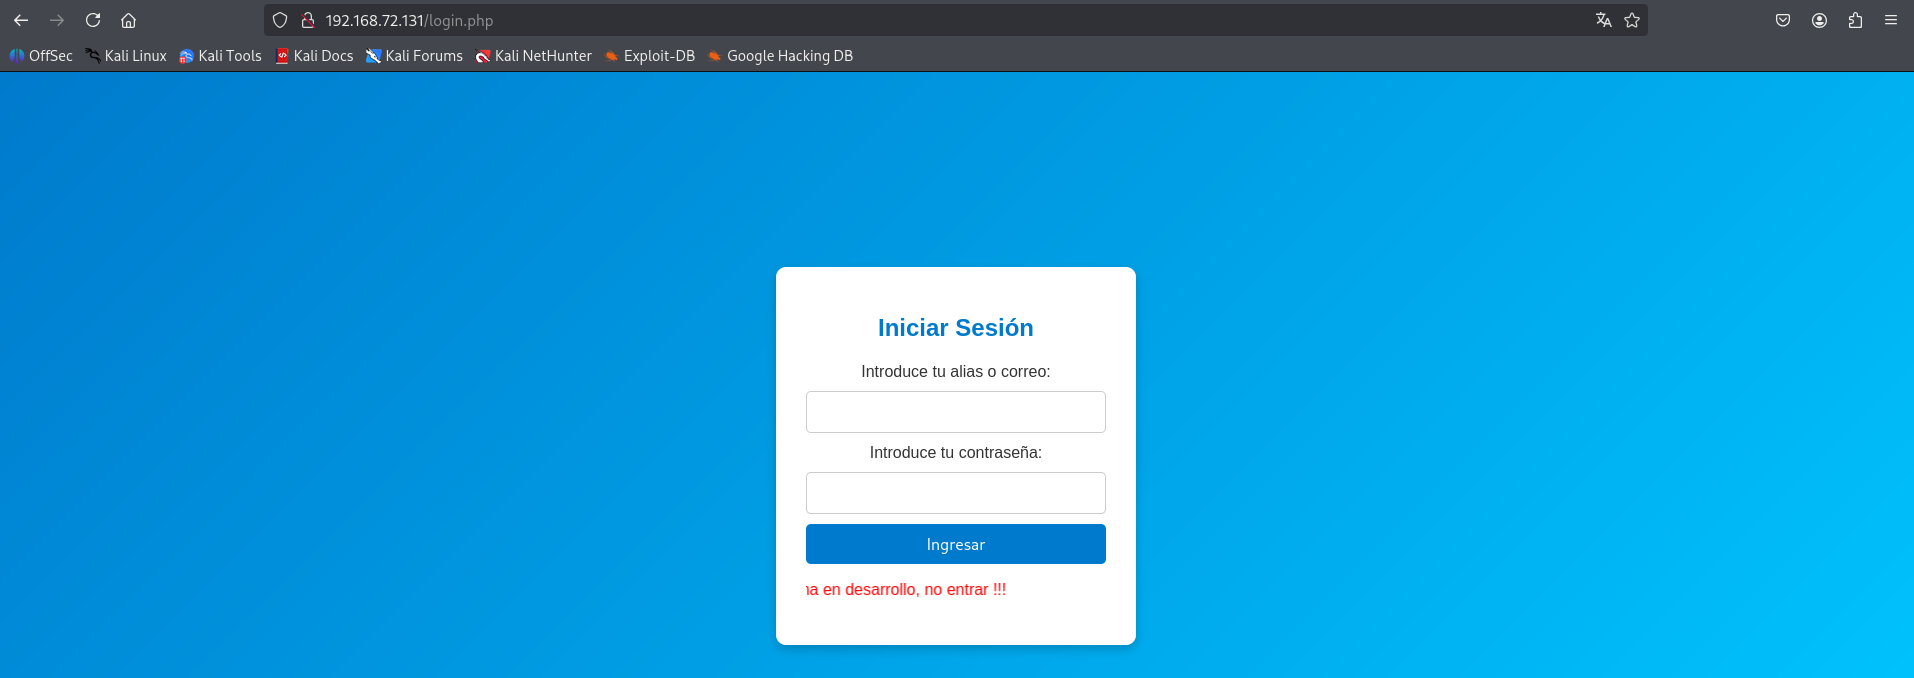 192.168.72.131/login.php
OffSec Kali Linux Kali Tools Kali Docs Kali Forums Kali NetHunter Exploit-DB Google Hacking DB
Iniciar Sesión
Introduce tu alias o correo:
Introduce tu contraseña:
Ingresar
en desarrollo, no entrar !!!